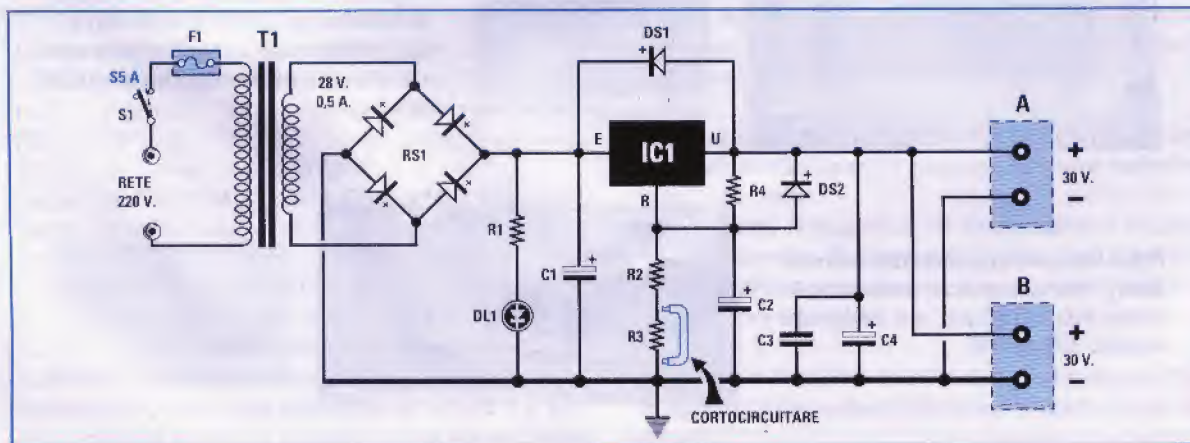 F1
T1
S5 A
S1
RETE
220 V.
28 V.
0,5 A.
RS1
R1
DL1
C1
+
DS1
+
E
IC1
U
R
R4
DS2
+
R2
R3
C2
+
C3
C4
+
CORTOCIRCUITARE
A
+
30 V.
–
B
+
30 V.
–